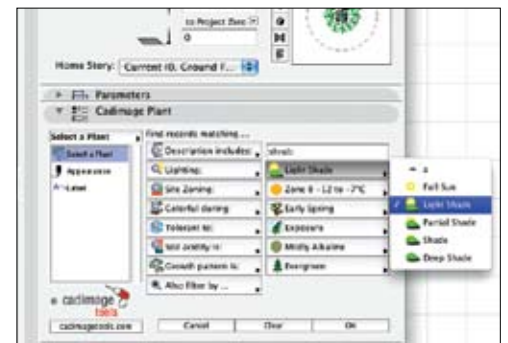 to Project Zero
0
Home Story: Current (0. Ground F...
Parameters
Cadimage Plant
Select a Plant
Find records matching ...
Select a Plant
Description includes:
shrub
Appearance
Lighting:
Light Shade
Label
Site Zoning:
Zone 8 - -12 to -7°C
Colorful during
Early Spring
Tolerant to:
Exposure
Soil acidity is:
Mildly Alkaline
Growth pattern is:
Evergreen
Also filter by ...
Full Sun
Light Shade
Partial Shade
Shade
Deep Shade
cadimage
tools
cadimagetools.com
Cancel
Clear
OK